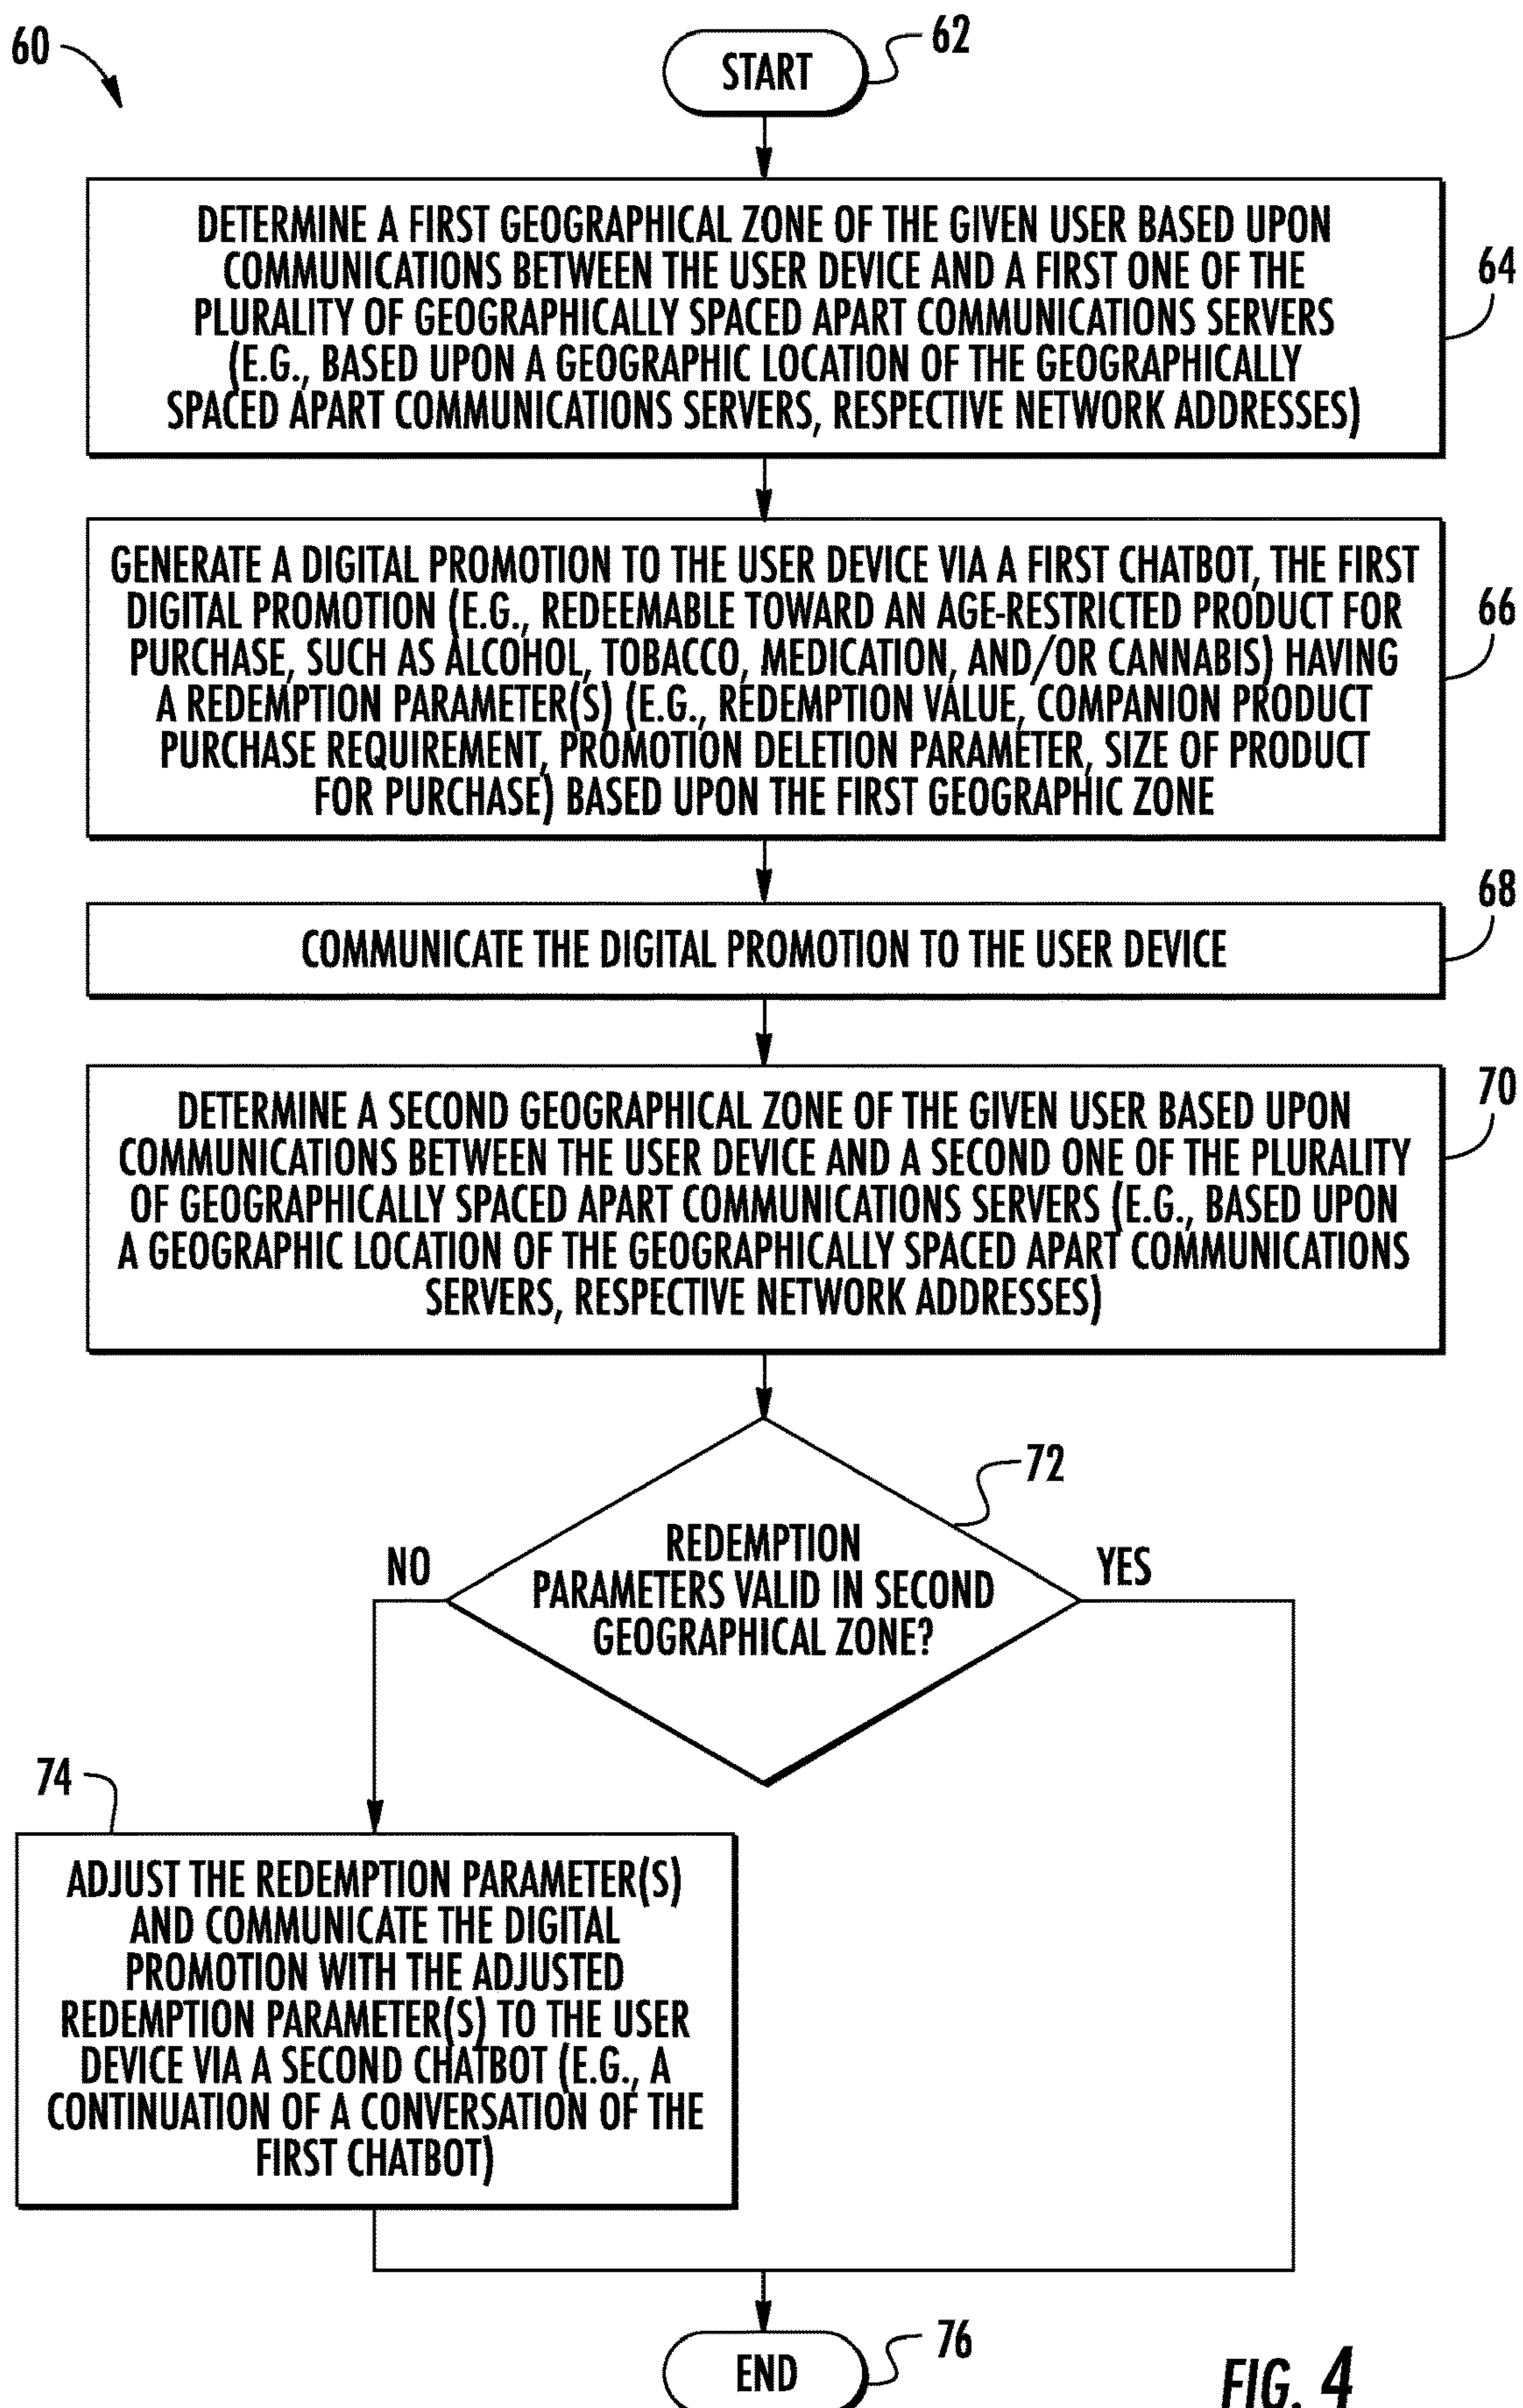 60
START
62
DETERMINE A FIRST GEOGRAPHICAL ZONE OF THE GIVEN USER BASED UPON
COMMUNICATIONS BETWEEN THE USER DEVICE AND A FIRST ONE OF THE
PLURALITY OF GEOGRAPHICALLY SPACED APART COMMUNICATIONS SERVERS
(E.G., BASED UPON A GEOGRAPHIC LOCATION OF THE GEOGRAPHICALLY
SPACED APART COMMUNICATIONS SERVERS, RESPECTIVE NETWORK ADDRESSES)
64
GENERATE A DIGITAL PROMOTION TO THE USER DEVICE VIA A FIRST CHATBOT, THE FIRST
DIGITAL PROMOTION (E.G., REDEEMABLE TOWARD AN AGE-RESTRICTED PRODUCT FOR
PURCHASE, SUCH AS ALCOHOL, TOBACCO, MEDICATION, AND/OR CANNABIS) HAVING
A REDEMPTION PARAMETER(S) (E.G., REDEMPTION VALUE, COMPANION PRODUCT
PURCHASE REQUIREMENT, PROMOTION DELETION PARAMETER, SIZE OF PRODUCT
FOR PURCHASE) BASED UPON THE FIRST GEOGRAPHIC ZONE
66
COMMUNICATE THE DIGITAL PROMOTION TO THE USER DEVICE
68
DETERMINE A SECOND GEOGRAPHICAL ZONE OF THE GIVEN USER BASED UPON
COMMUNICATIONS BETWEEN THE USER DEVICE AND A SECOND ONE OF THE PLURALITY
OF GEOGRAPHICALLY SPACED APART COMMUNICATIONS SERVERS (E.G., BASED UPON
A GEOGRAPHIC LOCATION OF THE GEOGRAPHICALLY SPACED APART COMMUNICATIONS
SERVERS, RESPECTIVE NETWORK ADDRESSES)
70
72
REDEMPTION
PARAMETERS VALID IN SECOND
GEOGRAPHICAL ZONE?
NO
YES
74
ADJUST THE REDEMPTION PARAMETER(S)
AND COMMUNICATE THE DIGITAL
PROMOTION WITH THE ADJUSTED
REDEMPTION PARAMETER(S) TO THE USER
DEVICE VIA A SECOND CHATBOT (E.G., A
CONTINUATION OF A CONVERSATION OF THE
FIRST CHATBOT)
END
76
FIG. 4